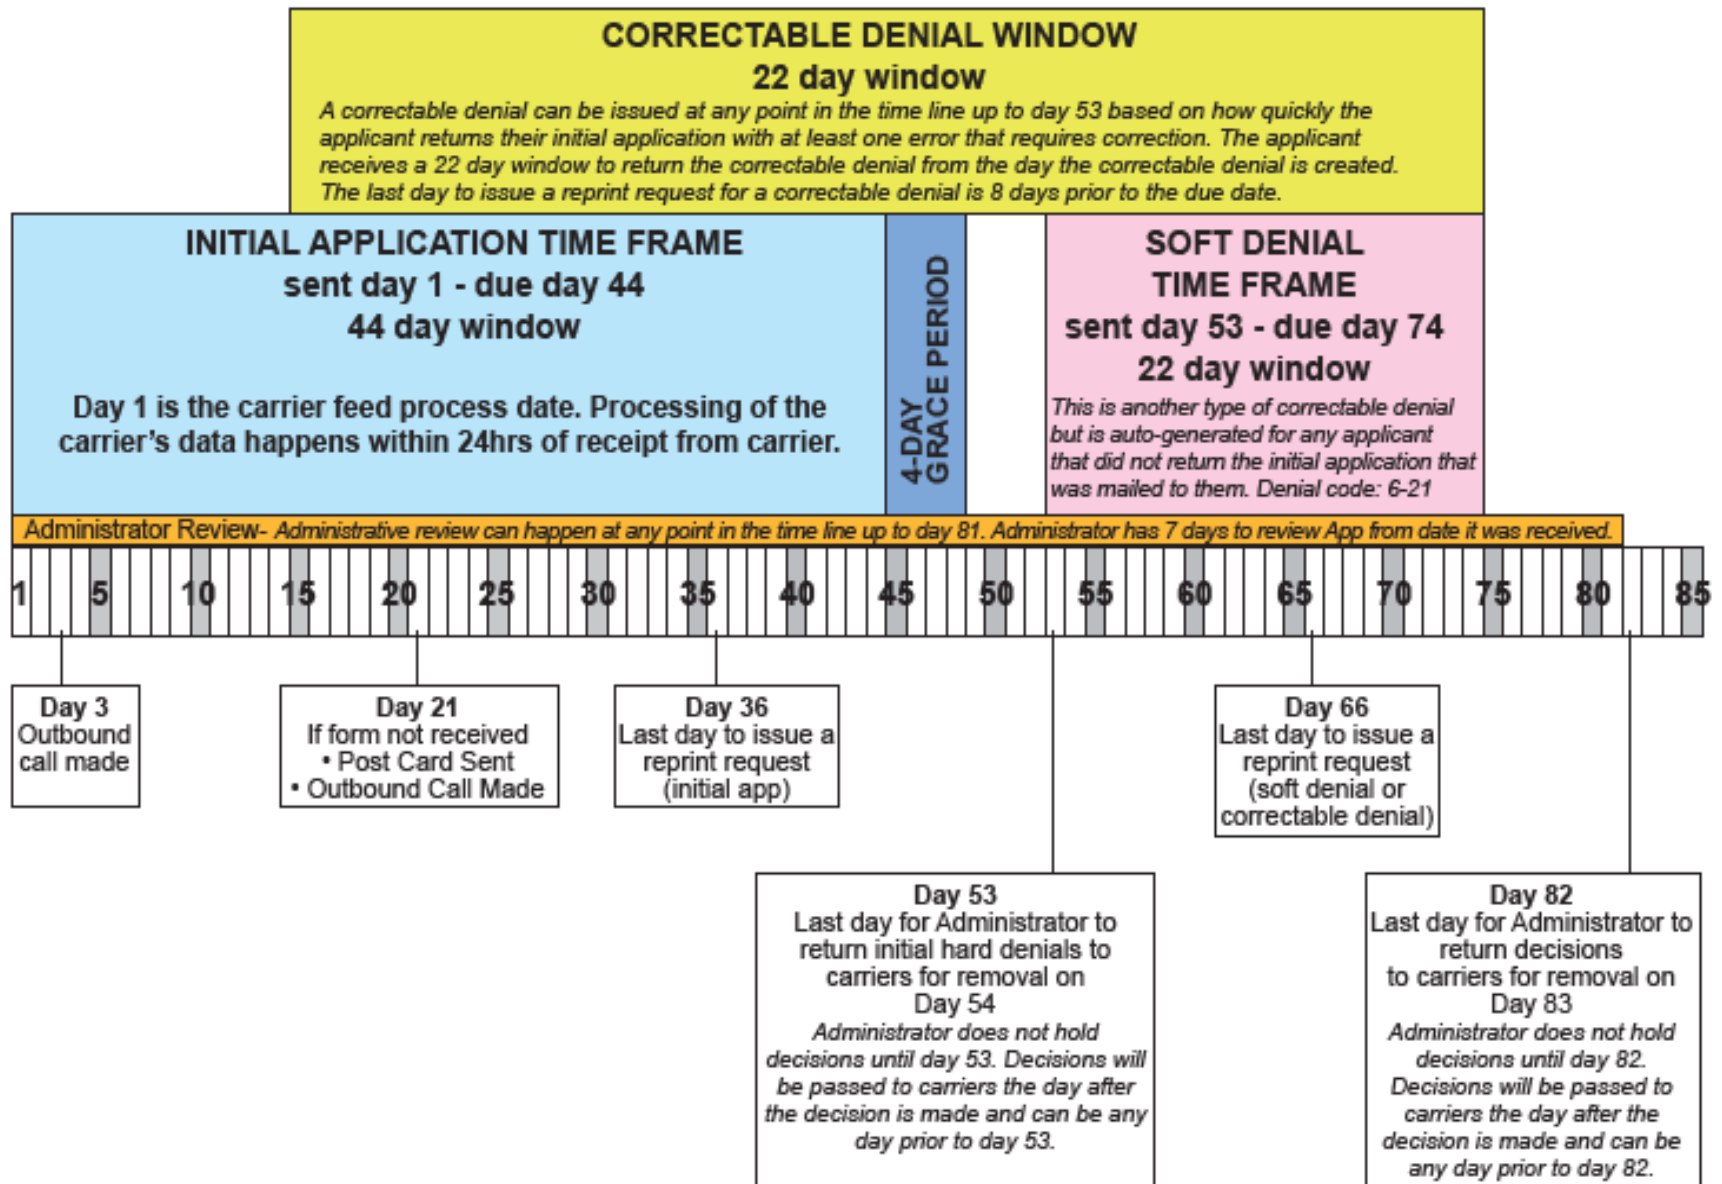 CORRECTABLE DENIAL WINDOW
22 day window
A correctable denial can be issued at any point in the time line up to day 53 based on how quickly the
applicant returns their initial application with at least one error that requires correction. The applicant
receives a 22 day window to return the correctable denial from the day the correctable denial is created.
The last day to issue a reprint request for a correctable denial is 8 days prior to the due date.
INITIAL APPLICATION TIME FRAME
sent day 1 - due day 44
44 day window
Day 1 is the carrier feed process date. Processing of the
carrier's data happens within 24hrs of receipt from carrier.
4-DAY
GRACE PERIOD
SOFT DENIAL
TIME FRAME
sent day 53 - due day 74
22 day window
This is another type of correctable denial
but is auto-generated for any applicant
that did not return the initial application that
was mailed to them. Denial code: 6-21
Administrator Review- Administrative review can happen at any point in the time line up to day 81. Administrator has 7 days to review App from date it was received.
1 5 10 15 20 25 30 35 40 45 50 55 60 65 70 75 80 85
Day 3
Outbound
call made
Day 21
If form not received
• Post Card Sent
• Outbound Call Made
Day 36
Last day to issue a
reprint request
(initial app)
Day 66
Last day to issue a
reprint request
(soft denial or
correctable denial)
Day 53
Last day for Administrator to
return initial hard denials to
carriers for removal on
Day 54
Administrator does not hold
decisions until day 53. Decisions will
be passed to carriers the day after
the decision is made and can be any
day prior to day 53.
Day 82
Last day for Administrator to
return decisions
to carriers for removal on
Day 83
Administrator does not hold
decisions until day 82.
Decisions will be passed to
carriers the day after the
decision is made and can be
any day prior to day 82.